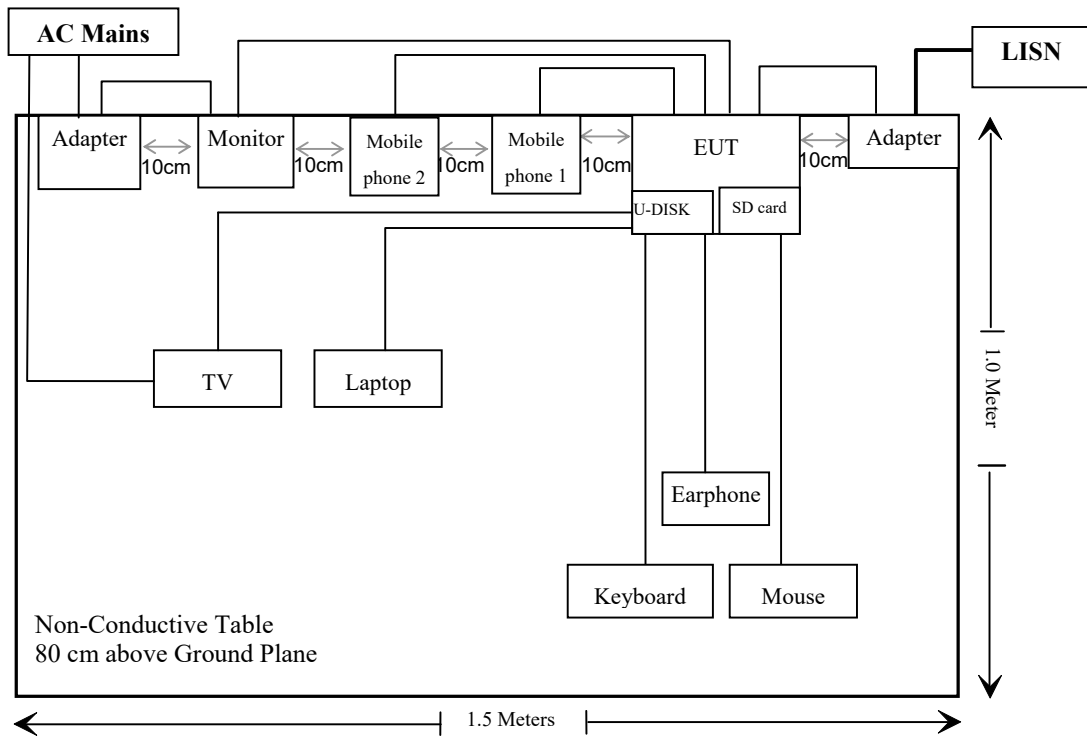 AC Mains
LISN
Adapter
Monitor
Mobile
phone 2
Mobile
phone 1
EUT
Adapter
10cm
10cm
10cm
10cm
10cm
U-DISK
SD card
TV
Laptop
1.0 Meter
Earphone
Keyboard
Mouse
Non-Conductive Table
80 cm above Ground Plane
1.5 Meters